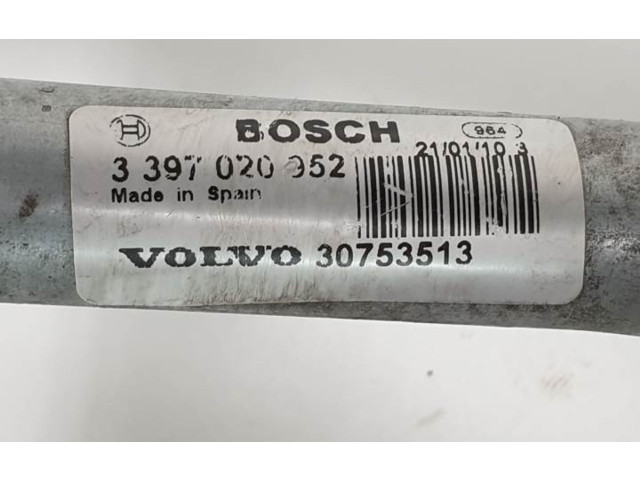 BOSCH 964
21/01/10 3
3 397 020 952
Made in Spain
VOLVO 30753513